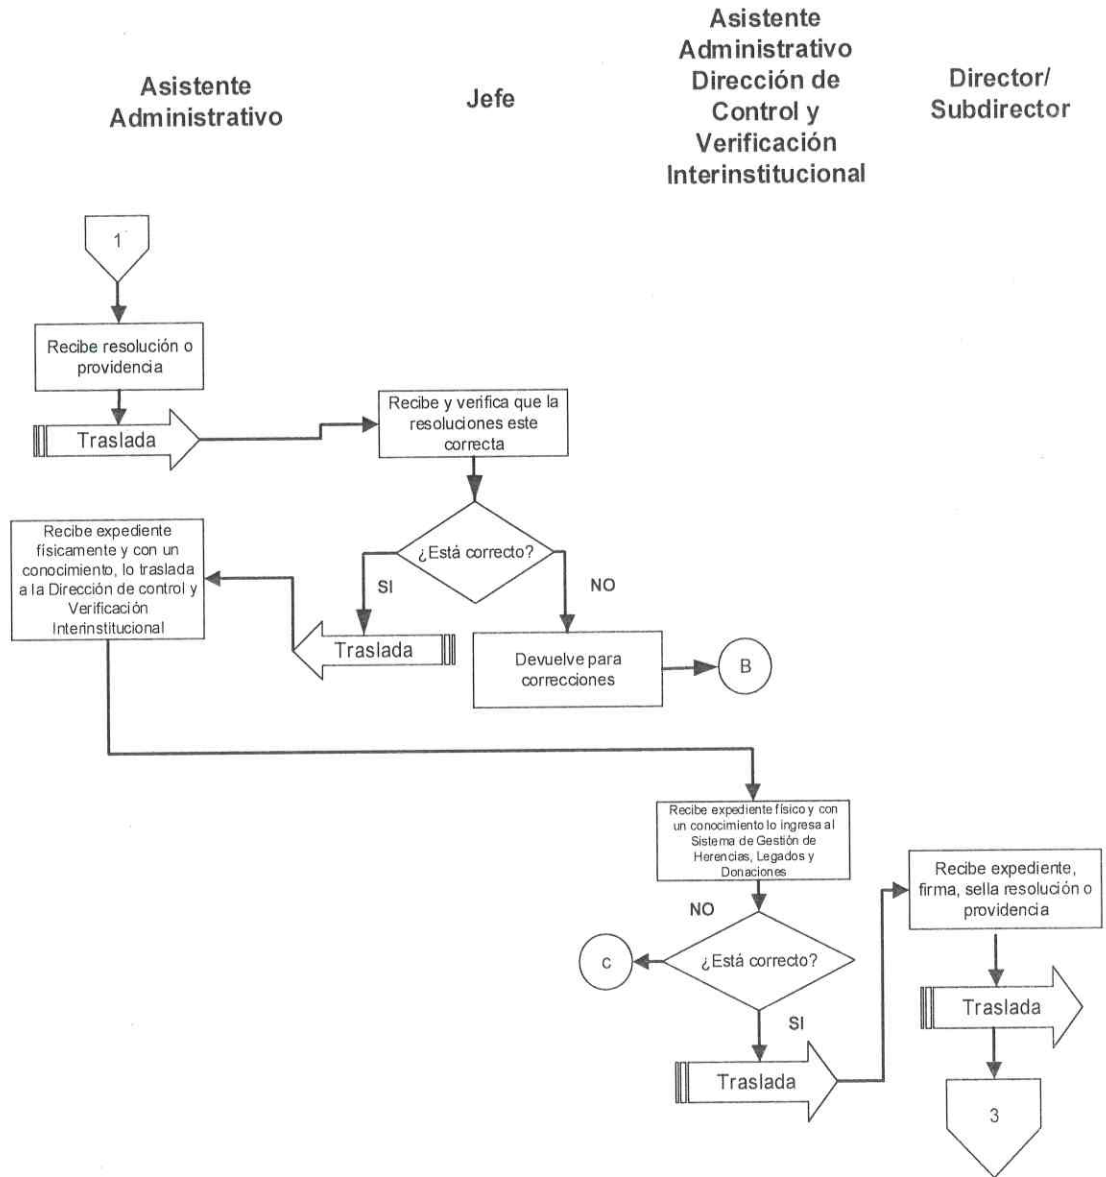 Asistente
Administrativo
Jefe
Asistente
Administrativo
Dirección de
Control y
Verificación
Interinstitucional
Director/
Subdirector
1
Recibe resolución o
providencia
Traslada
Recibe y verifica que la
resoluciones este
correcta
¿Está correcto?
SI
NO
Recibe expediente
físicamente y con un
conocimiento, lo traslada
a la Dirección de control y
Verificación
Interinstitucional
Traslada
Devuelve para
correcciones
B
Recibe expediente físico y con
un conocimiento lo ingresa al
Sistema de Gestión de
Herencias, Legados y
Donaciones
NO
¿Está correcto?
c
SI
Traslada
Recibe expediente,
firma, sella resolución o
providencia
Traslada
3